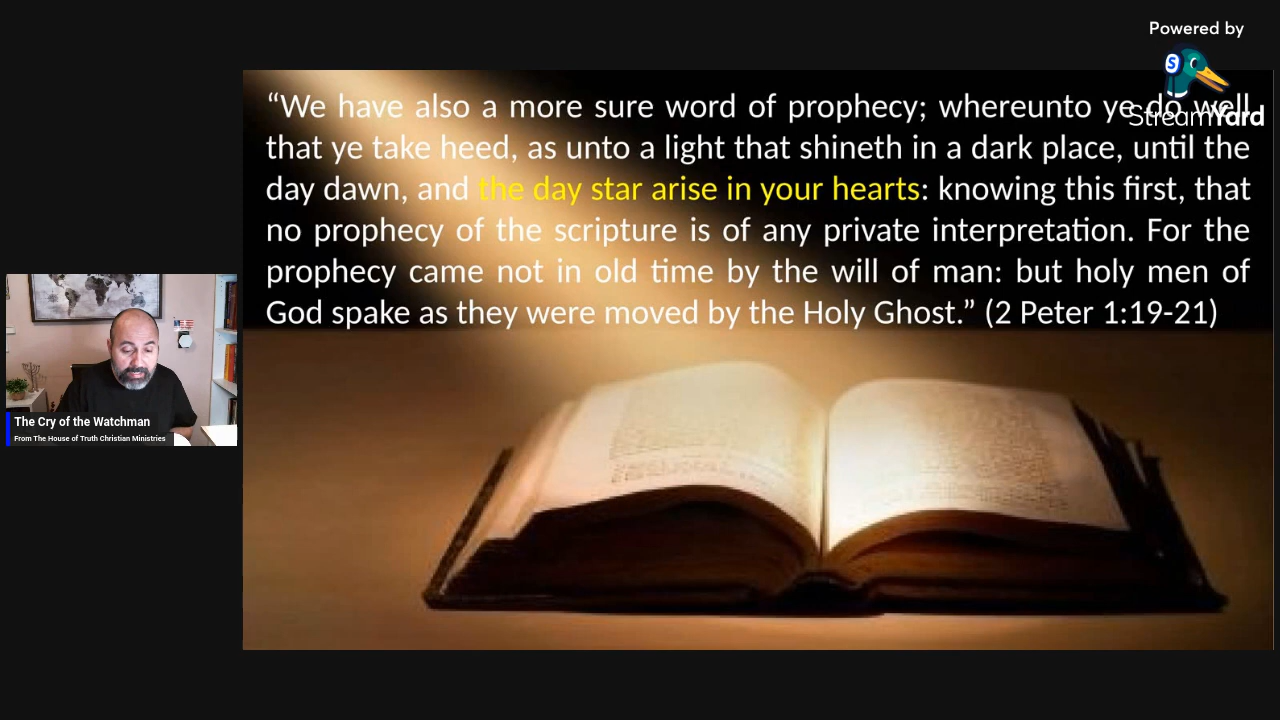 Powered by
StreamYard
“We have also a more sure word of prophecy; whereunto ye do well
that ye take heed, as unto a light that shineth in a dark place, until the
day dawn, and the day star arise in your hearts: knowing this first, that
no prophecy of the scripture is of any private interpretation. For the
prophecy came not in old time by the will of man: but holy men of
God spake as they were moved by the Holy Ghost.” (2 Peter 1:19-21)
The Cry of the Watchman
From The House of Truth Christian Ministries